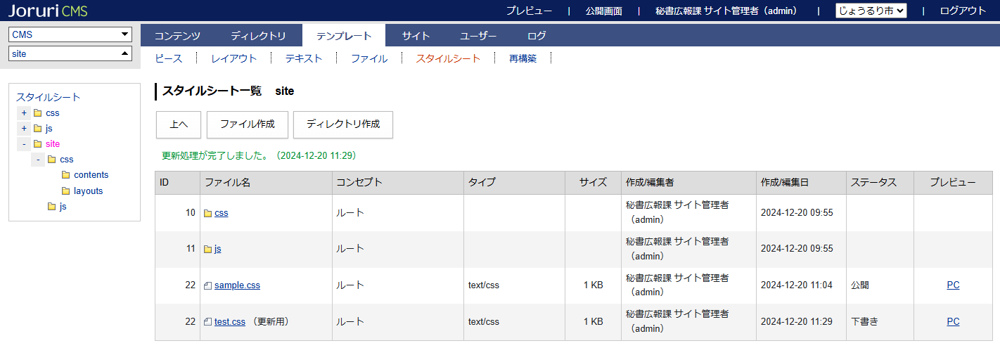 Joruri CMS
プレビュー | 公開画面 | 秘書広報課 サイト管理者（admin） | じょうるり市 | ログアウト
CMS
site
コンテンツ ディレクトリ テンプレート サイト ユーザー ログ
ピース レイアウト テキスト ファイル スタイルシート 再構築
スタイルシート
+ css
+ js
- site
- css
contents
layouts
js
スタイルシート一覧 site
上へ ファイル作成 ディレクトリ作成
更新処理が完了しました。（2024-12-20 11:29）
ID ファイル名 コンセプト タイプ サイズ 作成/編集者 作成/編集日 ステータス プレビュー
10 css ルート 秘書広報課 サイト管理者（admin） 2024-12-20 09:55
11 js ルート 秘書広報課 サイト管理者（admin） 2024-12-20 09:55
22 sample.css ルート text/css 1 KB 秘書広報課 サイト管理者（admin） 2024-12-20 11:04 公開 PC
22 test.css （更新用） ルート text/css 1 KB 秘書広報課 サイト管理者（admin） 2024-12-20 11:29 下書き PC